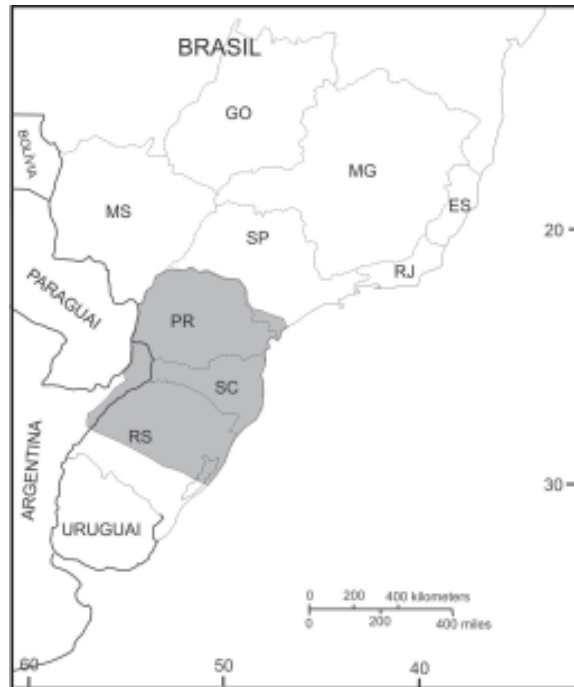 BRASIL
GO
BOLÍVIA
MG
MS
ES
SP
20
RJ
PARAGUAI
PR
SC
RS
ARGENTINA
30
URUGUAI
0 200 400 kilometers
0 200 400 miles
60 50 40